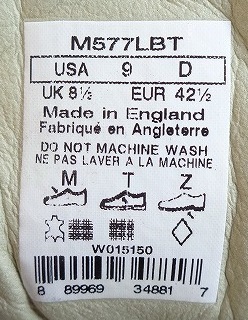 M577LBT
USA 9 D
UK 8½ EUR 42½
Made in England
Fabriqué en Angleterre
DO NOT MACHINE WASH
NE PAS LAVER A LA MACHINE
M T Z
W015150
8 89969 34881 7